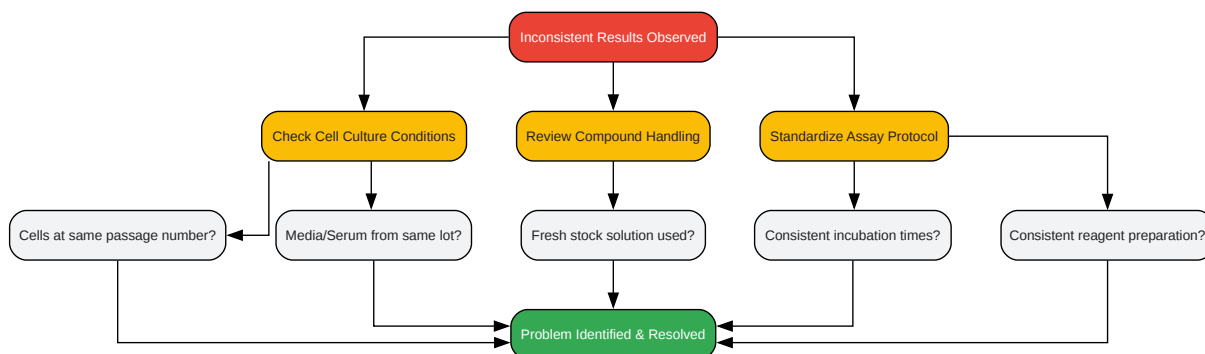 Inconsistent Results Observed
Check Cell Culture Conditions
Review Compound Handling
Standardize Assay Protocol
Cells at same passage number?
Media/Serum from same lot?
Fresh stock solution used?
Consistent incubation times?
Consistent reagent preparation?
Problem Identified & Resolved